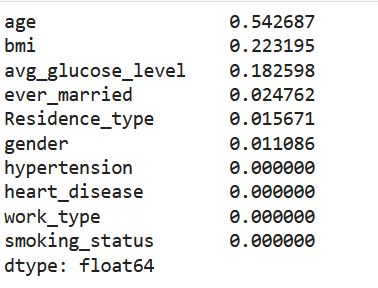 age 0.542687
bmi 0.223195
avg_glucose_level 0.182598
ever_married 0.024762
Residence_type 0.015671
gender 0.011086
hypertension 0.000000
heart_disease 0.000000
work_type 0.000000
smoking_status 0.000000
dtype: float64